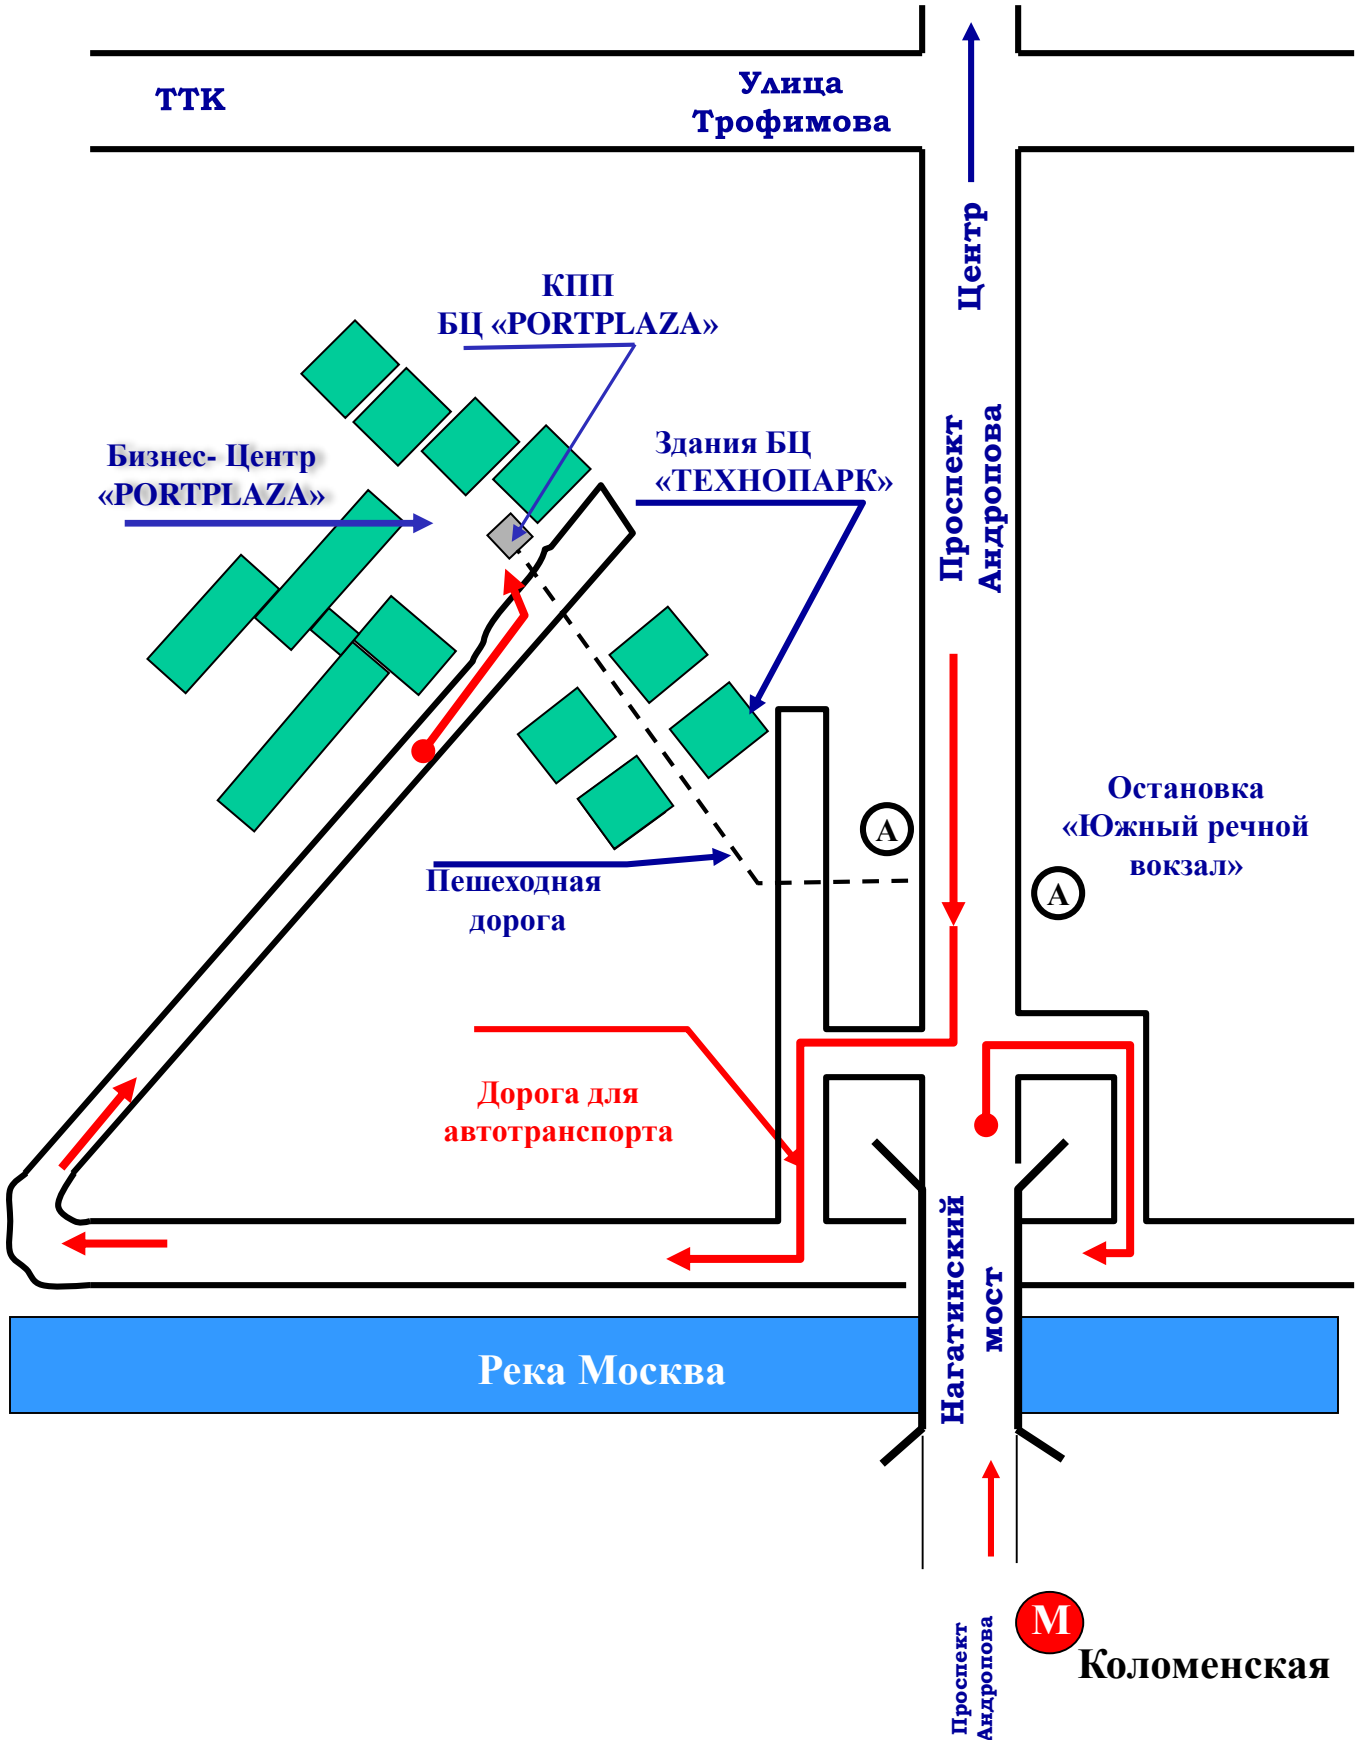 ТТК
Улица
Трофимова
Центр
КПП
БЦ «PORTPLAZA»
Проспект
Андропова
Бизнес- Центр
«PORTPLAZA»
Здания БЦ
«ТЕХНОПАРК»
Остановка
«Южный речной
вокзал»
А
А
Пешеходная
дорога
Дорога для
автотранспорта
Нагатинский
мост
Река Москва
М
Коломенская
Проспект
Андропова